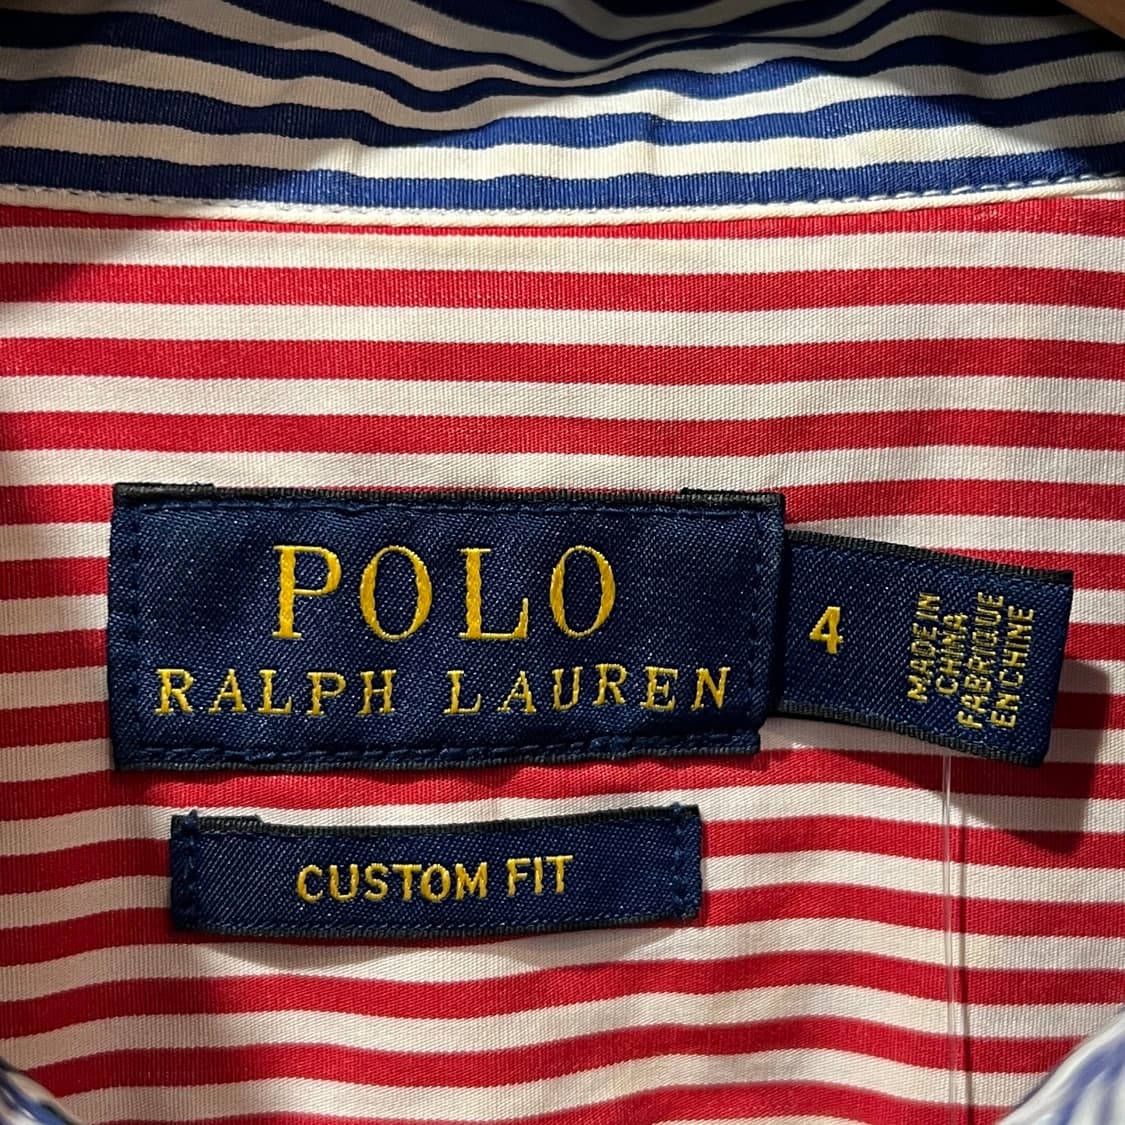 POLO
RALPH LAUREN
4
MADE IN
CHINA
FABRIQUE
EN CHINE
CUSTOM FIT